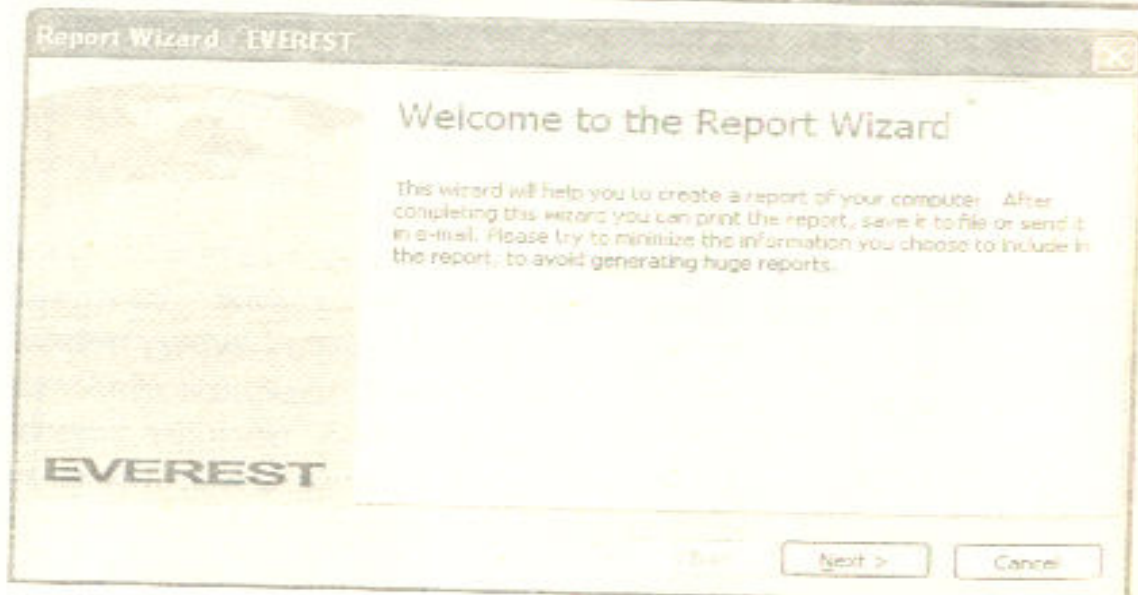 Report Wizard - EVEREST
Welcome to the Report Wizard
This wizard will help you to create a report of your computer. After
completing this wizard you can print the report, save it to file or send it
in e-mail. Please try to minimize the information you choose to include in
the report, to avoid generating huge reports.
EVEREST
Next >
Cancel